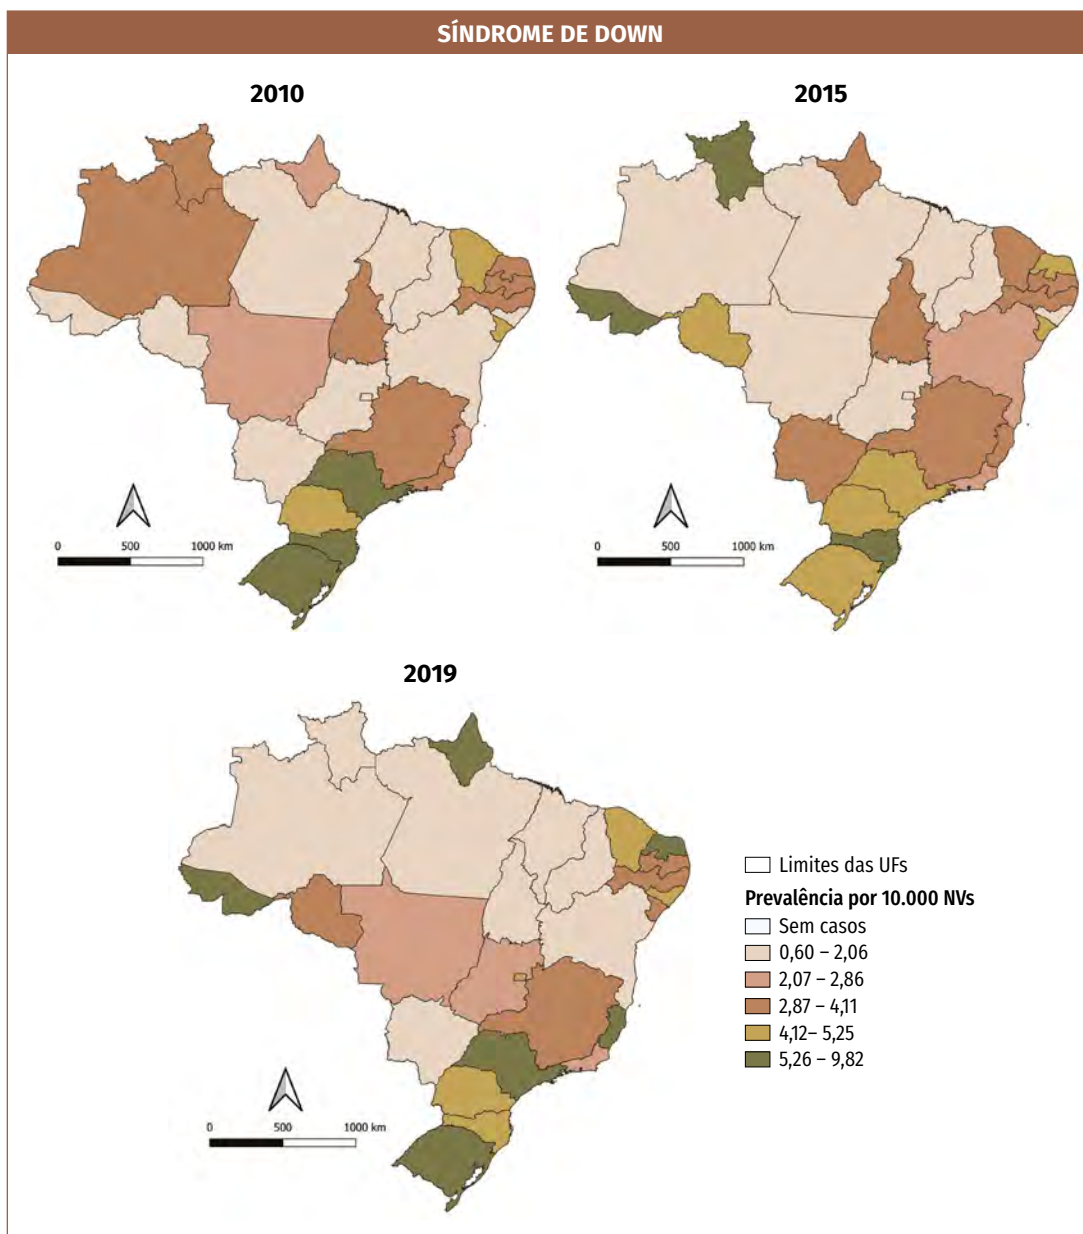 SÍNDROME DE DOWN
2010
2015
0 500 1000 km
0 500 1000 km
2019
0 500 1000 km
Limites das UFs
Prevalência por 10.000 NVs
Sem casos
0,60 – 2,06
2,07 – 2,86
2,87 – 4,11
4,12– 5,25
5,26 – 9,82